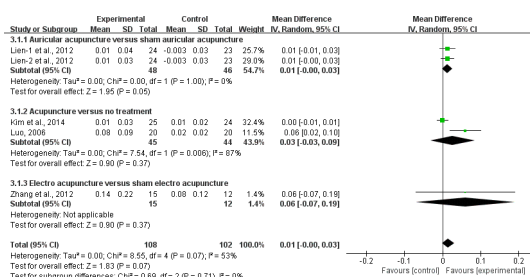 Experimental Control Mean Difference Mean Difference
Study or Subgroup Mean SD Total Mean SD Total Weight IV, Random, 95% CI IV, Random, 95% CI
3.1.1 Auricular acupuncture versus sham auricular acupuncture
Lien-1 et al., 2012 0.01 0.04 24 -0.003 0.03 23 25.7% 0.01 [-0.01, 0.03]
Lien-2 et al., 2012 0.01 0.03 24 -0.003 0.03 23 29.0% 0.01 [-0.00, 0.03]
Subtotal (95% CI) 48 46 54.7% 0.01 [-0.00, 0.03]
Heterogeneity: Tau² = 0.00; Chi² = 0.00, df = 1 (P = 1.00); I² = 0%
Test for overall effect: Z = 1.95 (P = 0.05)
3.1.2 Acupuncture versus no treatment
Kim et al., 2014 0.01 0.03 25 0.01 0.02 24 32.4% 0.00 [-0.01, 0.01]
Luo, 2006 0.08 0.09 20 0.02 0.02 20 11.5% 0.06 [0.02, 0.10]
Subtotal (95% CI) 45 44 43.9% 0.03 [-0.03, 0.09]
Heterogeneity: Tau² = 0.00; Chi² = 7.54, df = 1 (P = 0.006); I² = 87%
Test for overall effect: Z = 0.90 (P = 0.37)
3.1.3 Electro acupuncture versus sham electro acupuncture
Zhang et al., 2012 0.14 0.22 15 0.08 0.12 12 1.4% 0.06 [-0.07, 0.19]
Subtotal (95% CI) 15 12 1.4% 0.06 [-0.07, 0.19]
Heterogeneity: Not applicable
Test for overall effect: Z = 0.90 (P = 0.37)
Total (95% CI) 108 102 100.0% 0.01 [-0.00, 0.03]
Heterogeneity: Tau² = 0.00; Chi² = 8.55, df = 4 (P = 0.07); I² = 53%
Test for overall effect: Z = 1.83 (P = 0.07)
Test for subgroup differences: Chi² = 0.69, df = 2 (P = 0.71), I² = 0%
-0.2 -0.1 0 0.1 0.2
Favours [control] Favours [experimental]